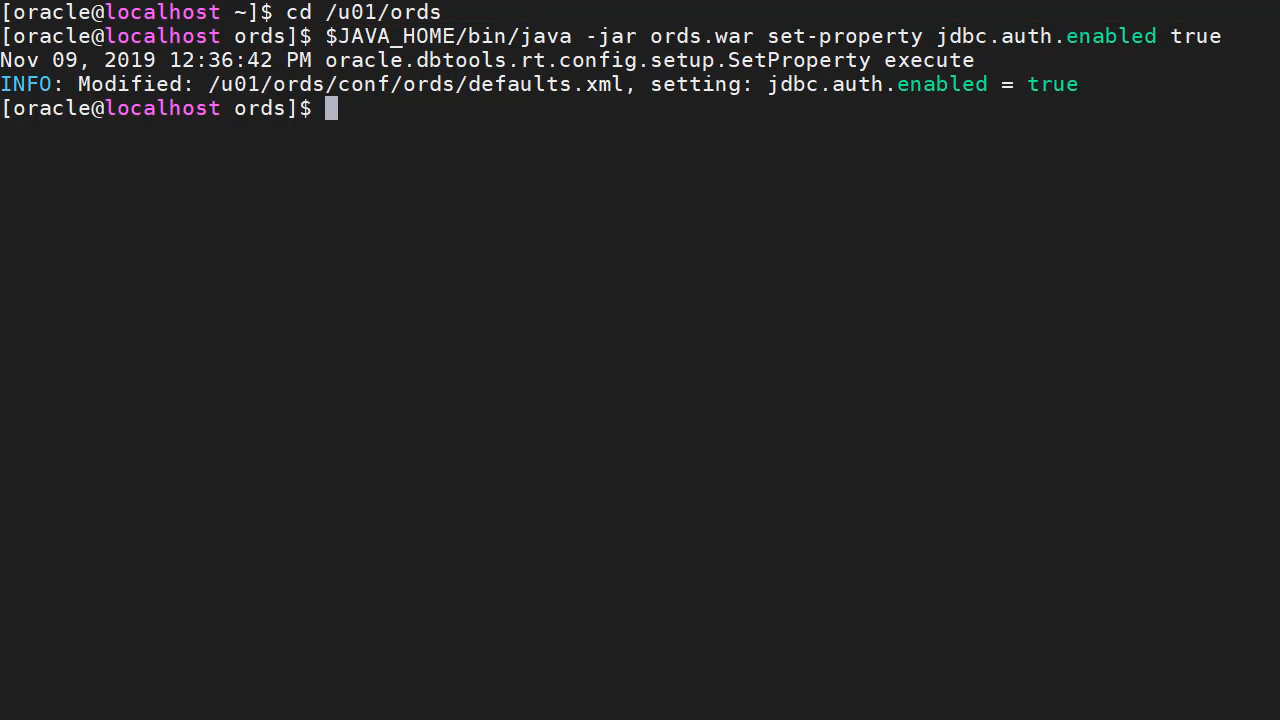 [oracle@localhost ~]$ cd /u01/ords
[oracle@localhost ords]$ $JAVA_HOME/bin/java -jar ords.war set-property jdbc.auth.enabled true
Nov 09, 2019 12:36:42 PM oracle.dbtools.rt.config.setup.SetProperty execute
INFO: Modified: /u01/ords/conf/ords/defaults.xml, setting: jdbc.auth.enabled = true
[oracle@localhost ords]$